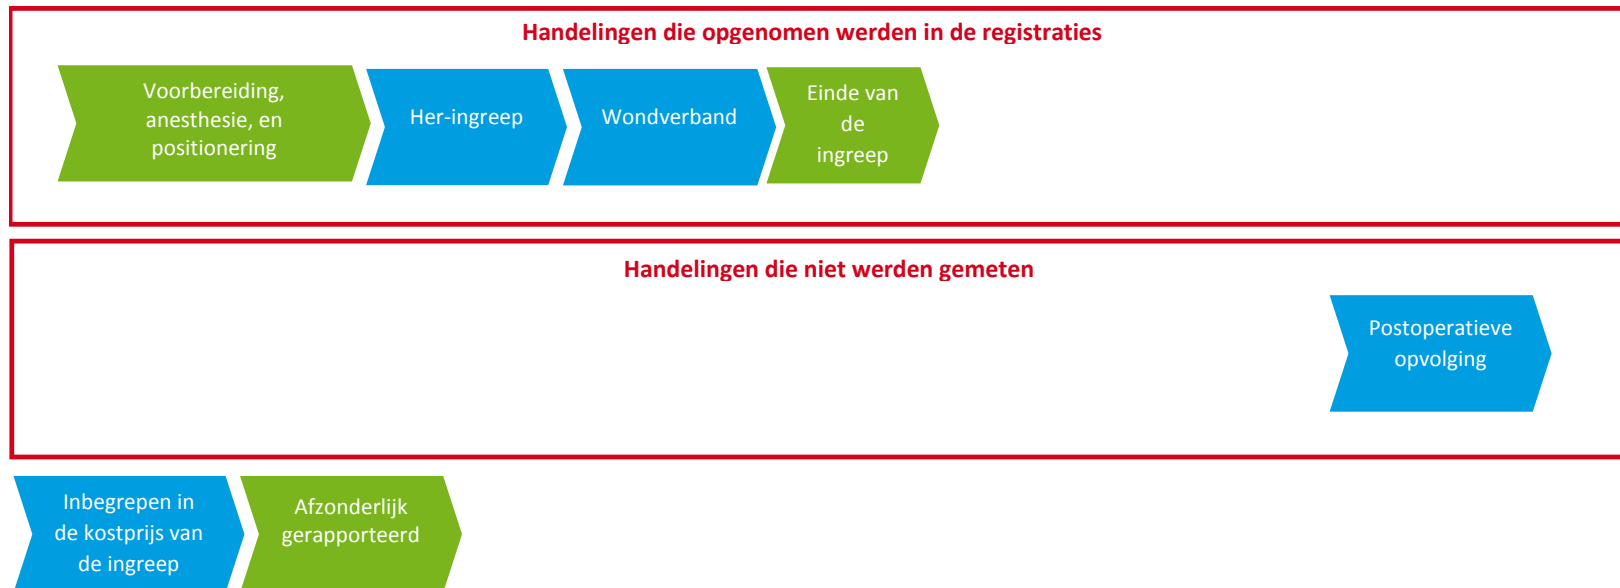 Handelingen die opgenomen werden in de registraties
Voorbereiding,
anesthesie, en
positionering
Her-ingreep
Wondverband
Einde van
de
ingreep
Handelingen die niet werden gemeten
Postoperatieve
opvolging
Inbegrepen in
de kostprijs van
de ingreep
Afzonderlijk
gerapporteerd